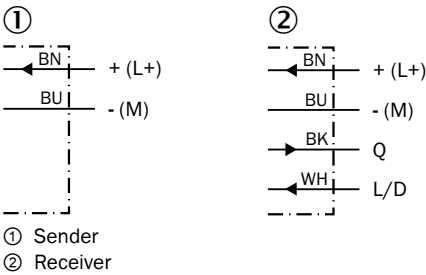 ① ②
BN + (L+)
BU - (M)
BN + (L+)
BU - (M)
BK Q
WH L/D
① Sender
② Receiver